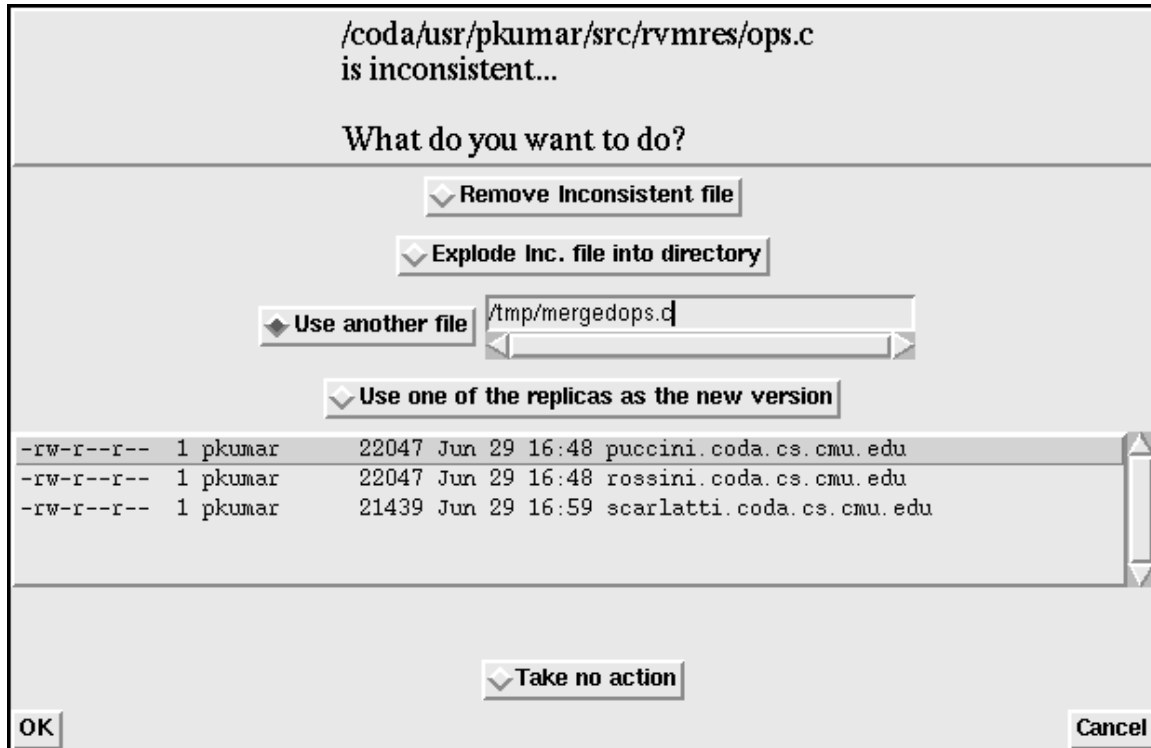 /coda/usr/pkumar/src/rvmres/ops.c
is inconsistent...
What do you want to do?
Remove Inconsistent file
Explode Inc. file into directory
Use another file /tmp/mergedops.c
Use one of the replicas as the new version
-rw-r--r-- 1 pkumar 22047 Jun 29 16:48 puccini.coda.cs.cmu.edu
-rw-r--r-- 1 pkumar 22047 Jun 29 16:48 rossini.coda.cs.cmu.edu
-rw-r--r-- 1 pkumar 21439 Jun 29 16:59 scarlatti.coda.cs.cmu.edu
Take no action
OK Cancel